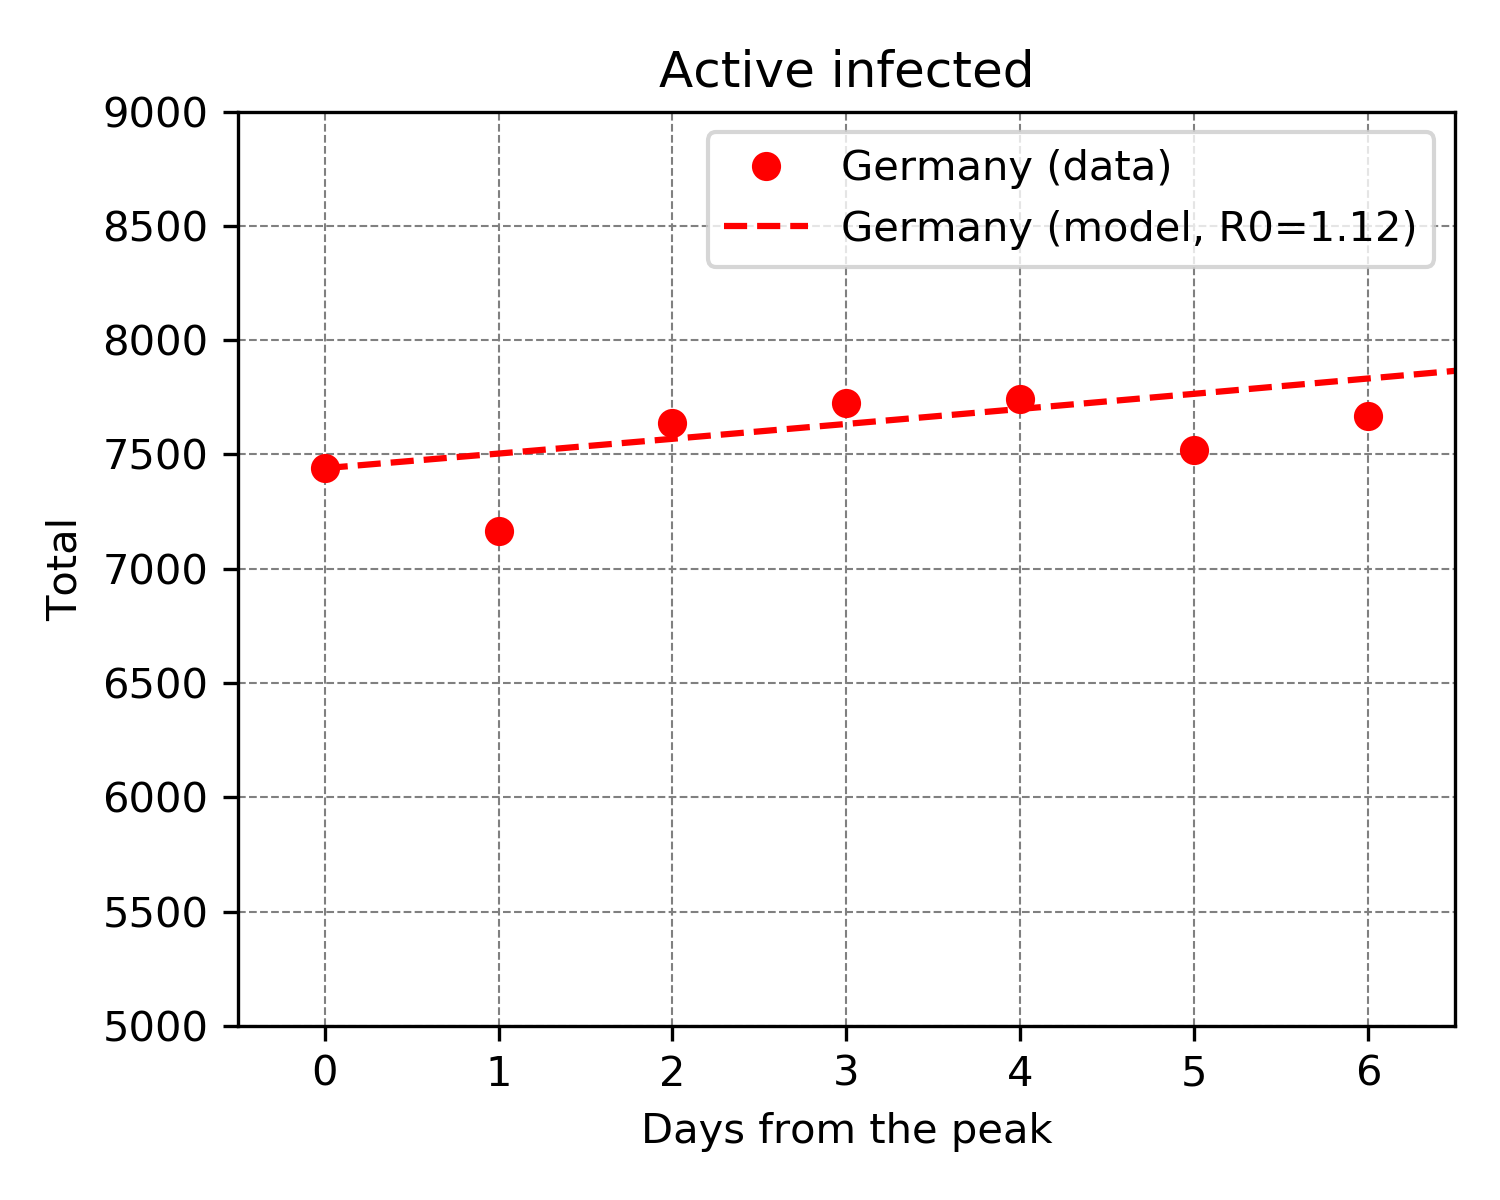 Active infected
Germany (data)
Germany (model, R0=1.12)
9000
8500
8000
7500
7000
6500
6000
5500
5000
Total
0 1 2 3 4 5 6
Days from the peak